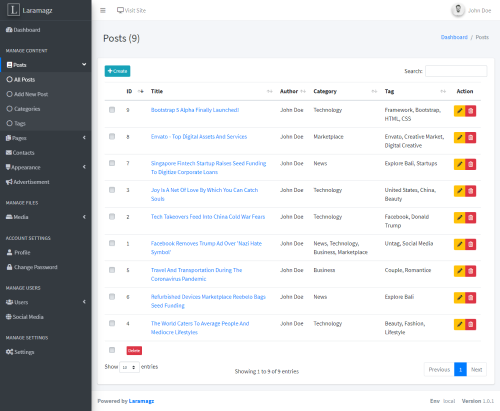 L Laramagz
Visit Site
John Doe
Dashboard
MANAGE CONTENT
Posts
All Posts
Add New Post
Categories
Tags
Pages
Contacts
Appearance
Advertisement
MANAGE FILES
Media
ACCOUNT SETTINGS
Profile
Change Password
MANAGE USERS
Users
Social Media
MANAGE SETTINGS
Settings
Posts (9)
Dashboard / Posts
+ Create
Search:
ID Title Author Category Tag Action
9 Bootstrap 5 Alpha Finally Launched! John Doe Technology Framework, Bootstrap,
HTML, CSS
8 Envato - Top Digital Assets And Services John Doe Marketplace Envato, Creative Market,
Digital Creative
7 Singapore Fintech Startup Raises Seed Funding John Doe News Explore Bali, Startups
To Digitize Corporate Loans
3 Joy Is A Net Of Love By Which You Can Catch John Doe Technology United States, China,
Souls Beauty
2 Tech Takeovers Feed Into China Cold War Fears John Doe Technology Facebook, Donald
Trump
1 Facebook Removes Trump Ad Over 'Nazi Hate John Doe News, Technology, Untag, Social Media
Symbol' Business, Marketplace
5 Travel And Transportation During The John Doe Business Couple, Romantice
Coronavirus Pandemic
6 Refurbished Devices Marketplace Reebelo Bags John Doe News Explore Bali
Seed Funding
4 The World Caters To Average People And John Doe Technology Beauty, Fashion,
Mediocre Lifestyles Lifestyle
Delete
Show 10 entries
Showing 1 to 9 of 9 entries
Previous 1 Next
Powered by Laramagz
Env local Version 1.0.1